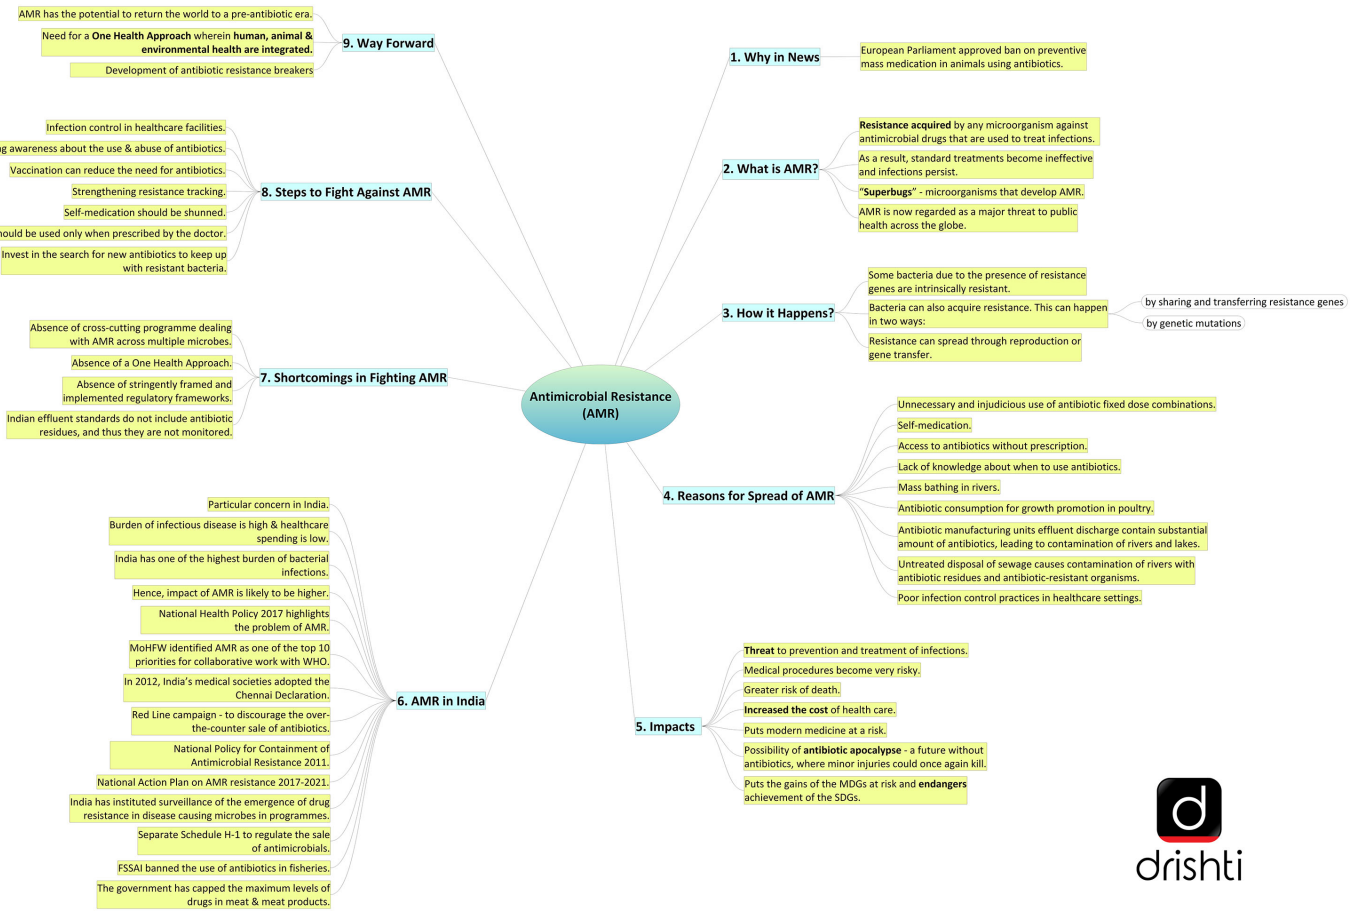 Antimicrobial Resistance
(AMR)
1. Why in News
European Parliament approved ban on preventive
mass medication in animals using antibiotics.
2. What is AMR?
Resistance acquired by any microorganism against
antimicrobial drugs that are used to treat infections.
As a result, standard treatments become ineffective
and infections persist.
“Superbugs” - microorganisms that develop AMR.
AMR is now regarded as a major threat to public
health across the globe.
3. How it Happens?
Some bacteria due to the presence of resistance
genes are intrinsically resistant.
Bacteria can also acquire resistance. This can happen
in two ways:
by sharing and transferring resistance genes
by genetic mutations
Resistance can spread through reproduction or
gene transfer.
4. Reasons for Spread of AMR
Unnecessary and injudicious use of antibiotic fixed dose combinations.
Self-medication.
Access to antibiotics without prescription.
Lack of knowledge about when to use antibiotics.
Mass bathing in rivers.
Antibiotic consumption for growth promotion in poultry.
Antibiotic manufacturing units effluent discharge contain substantial
amount of antibiotics, leading to contamination of rivers and lakes.
Untreated disposal of sewage causes contamination of rivers with
antibiotic residues and antibiotic-resistant organisms.
Poor infection control practices in healthcare settings.
5. Impacts
Threat to prevention and treatment of infections.
Medical procedures become very risky.
Greater risk of death.
Increased the cost of health care.
Puts modern medicine at a risk.
Possibility of antibiotic apocalypse - a future without
antibiotics, where minor injuries could once again kill.
Puts the gains of the MDGs at risk and endangers
achievement of the SDGs.
6. AMR in India
Particular concern in India.
Burden of infectious disease is high & healthcare
spending is low.
India has one of the highest burden of bacterial
infections.
Hence, impact of AMR is likely to be higher.
National Health Policy 2017 highlights
the problem of AMR.
MoHFW identified AMR as one of the top 10
priorities for collaborative work with WHO.
In 2012, India’s medical societies adopted the
Chennai Declaration.
Red Line campaign - to discourage the over-
the-counter sale of antibiotics.
National Policy for Containment of
Antimicrobial Resistance 2011.
National Action Plan on AMR resistance 2017-2021.
India has instituted surveillance of the emergence of drug
resistance in disease causing microbes in programmes.
Separate Schedule H-1 to regulate the sale
of antimicrobials.
FSSAI banned the use of antibiotics in fisheries.
The government has capped the maximum levels of
drugs in meat & meat products.
7. Shortcomings in Fighting AMR
Absence of cross-cutting programme dealing
with AMR across multiple microbes.
Absence of a One Health Approach.
Absence of stringently framed and
implemented regulatory frameworks.
Indian effluent standards do not include antibiotic
residues, and thus they are not monitored.
8. Steps to Fight Against AMR
Infection control in healthcare facilities.
awareness about the use & abuse of antibiotics.
Vaccination can reduce the need for antibiotics.
Strengthening resistance tracking.
Self-medication should be shunned.
be used only when prescribed by the doctor.
Invest in the search for new antibiotics to keep up
with resistant bacteria.
9. Way Forward
AMR has the potential to return the world to a pre-antibiotic era.
Need for a One Health Approach wherein human, animal &
environmental health are integrated.
Development of antibiotic resistance breakers
d
drishti